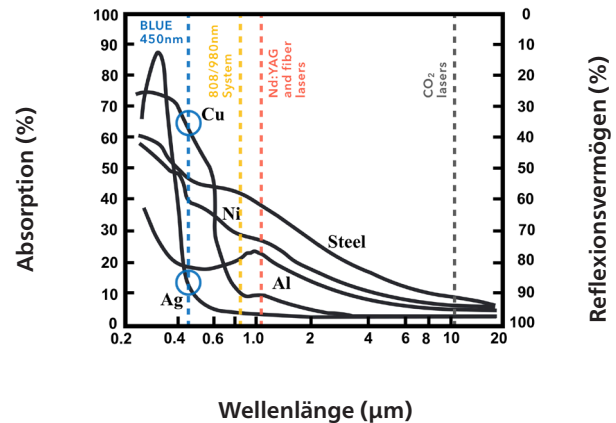 100
90
80
70
60
50
40
30
20
10
0
Absorption (%)
BLUE
450nm
808/980nm
System
Nd:YAG
and fiber
lasers
CO₂
lasers
Cu
Ni
Steel
Al
Ag
0
10
20
30
40
50
60
70
80
90
100
Reflexionsvermögen (%)
0.2 0.4 0.6 1.0 2 4 6 8 10 20
Wellenlänge (µm)